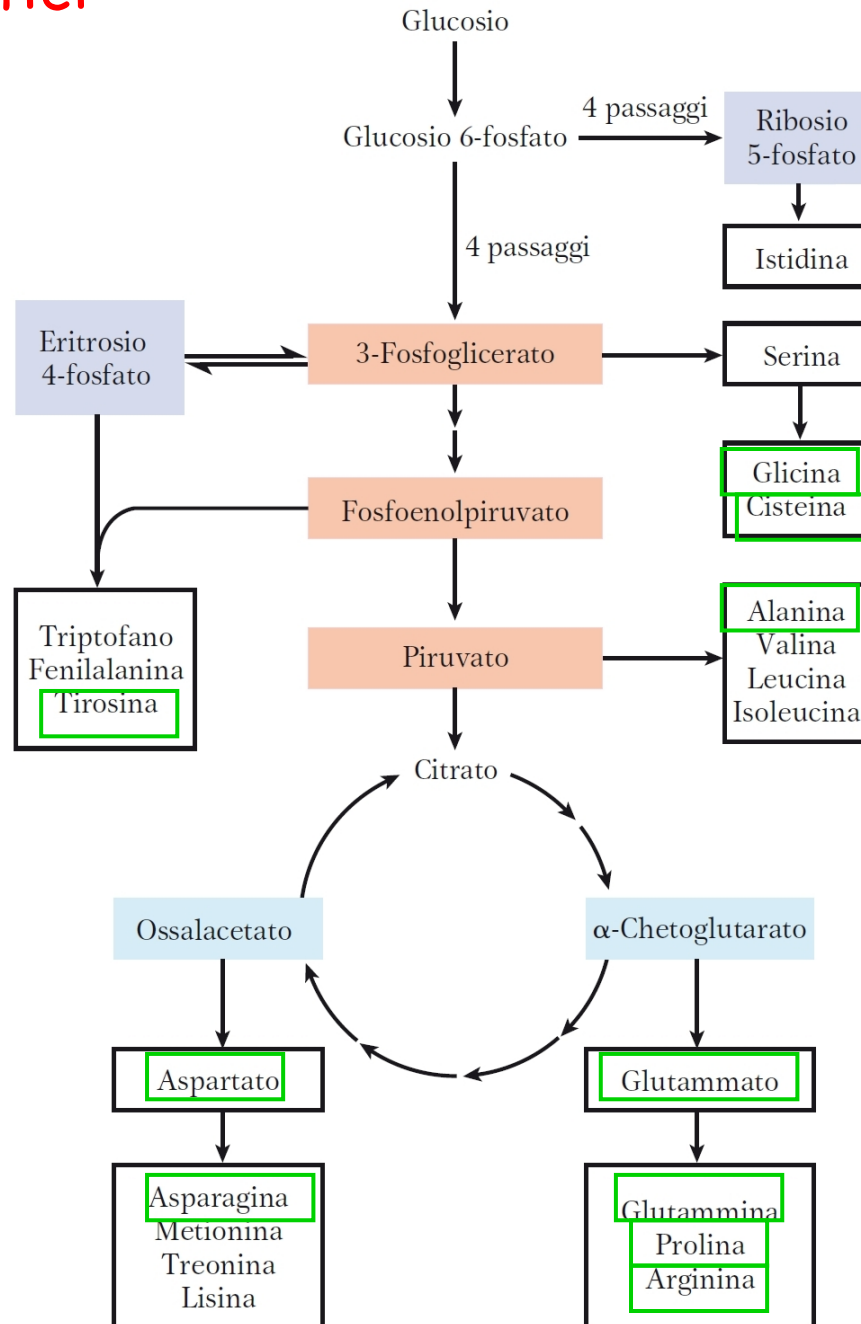 Glucosio
4 passaggi
Glucosio 6-fosfato
Ribosio
5-fosfato
4 passaggi
Istidina
Eritrosio
4-fosfato
3-Fosfoglicerato
Serina
Glicina
Cisteina
Fosfoenolpiruvato
Triptofano
Fenilalanina
Tirosina
Piruvato
Alanina
Valina
Leucina
Isoleucina
Citrato
Ossalacetato
α-Chetoglutarato
Aspartato
Glutammato
Asparagina
Metionina
Treonina
Lisina
Glutammina
Prolina
Arginina